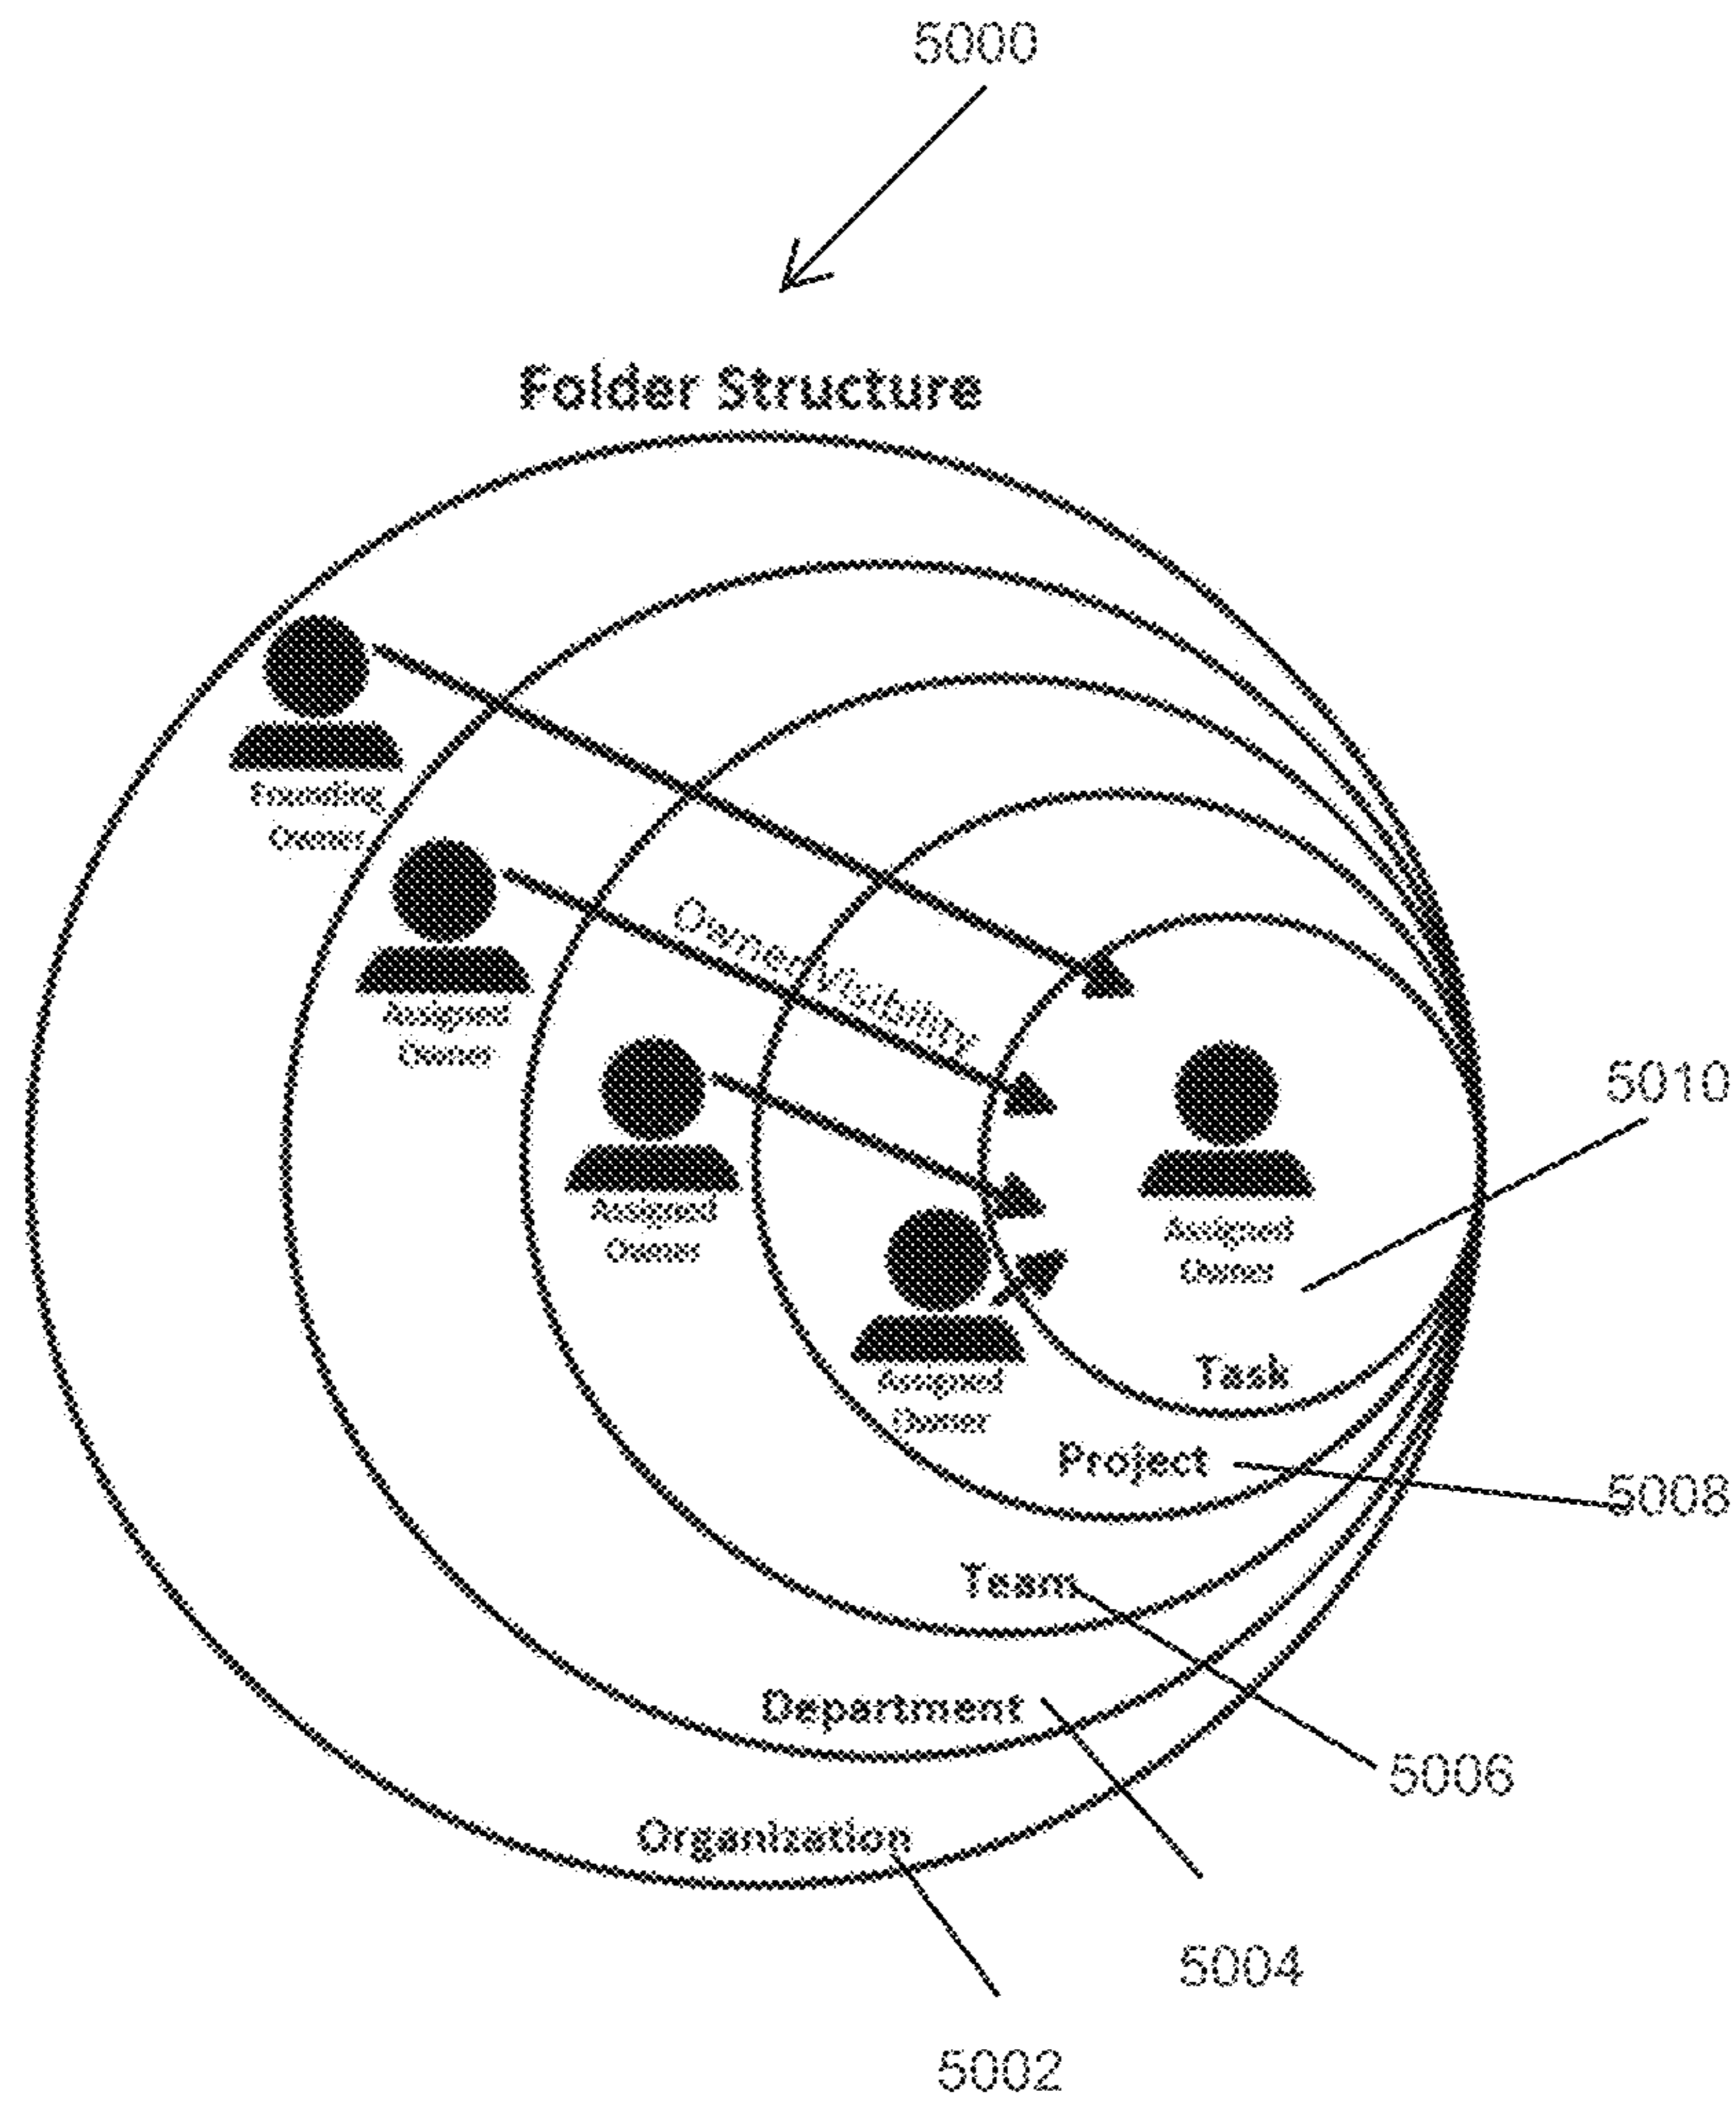 5000
Folder Structure
Founding
Owner
Assigned
Owner
Owner Visibility
Assigned
Owner
Assigned
Owner
Assigned
Owner
5010
Task
Project
5008
Team
Department
5006
Organization
5004
5002